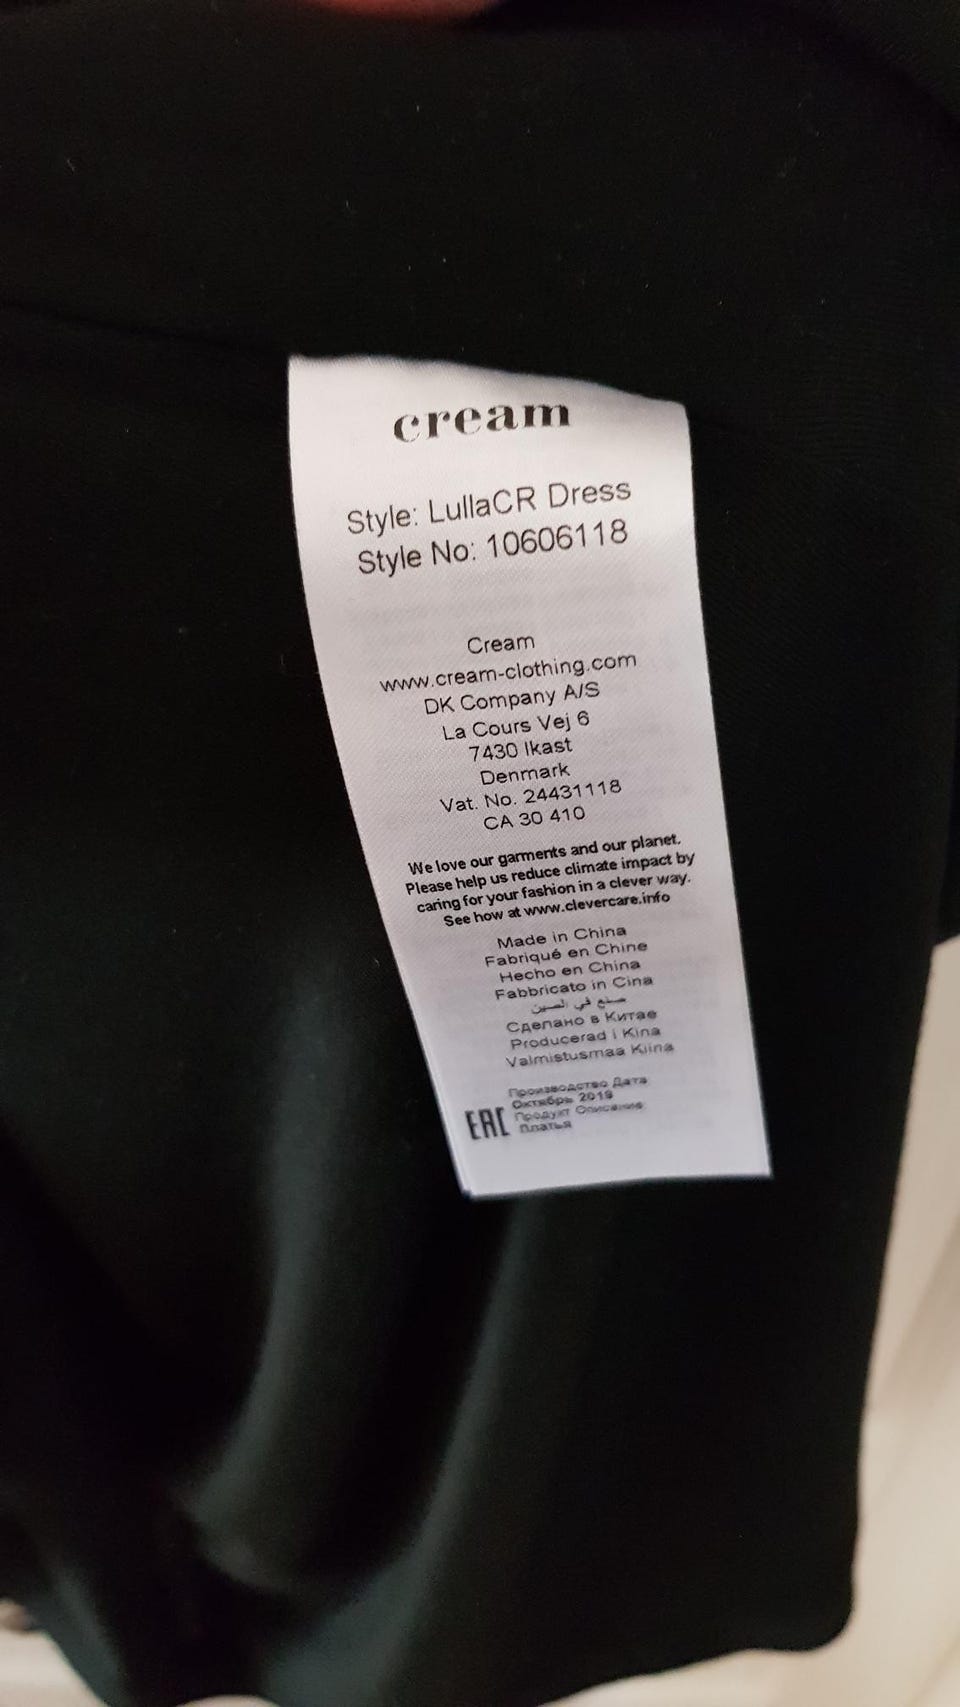 cream
Style: LullaCR Dress
Style No: 10606118
Cream
www.cream-clothing.com
DK Company A/S
La Cours Vej 6
7430 Ikast
Denmark
Vat. No. 24431118
CA 30 410
We love our garments and our planet.
Please help us reduce climate impact by
caring for your fashion in a clever way.
See how at www.clevercare.info
Made in China
Fabriqué en Chine
Hecho en China
Fabbricato in Cina
صنع في الصين
Сделано в Китае
Producerad i Kina
Valmistusmaa Kiina
Производство Дата
Октябрь 2019
Продукт Описание
Платья
EAC